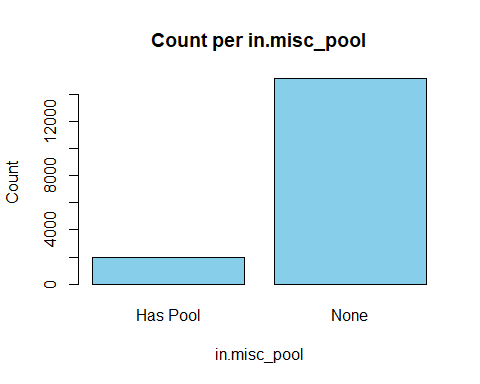 Count per in.misc_pool
12000
8000
4000
0
Count
Has Pool
None
in.misc_pool